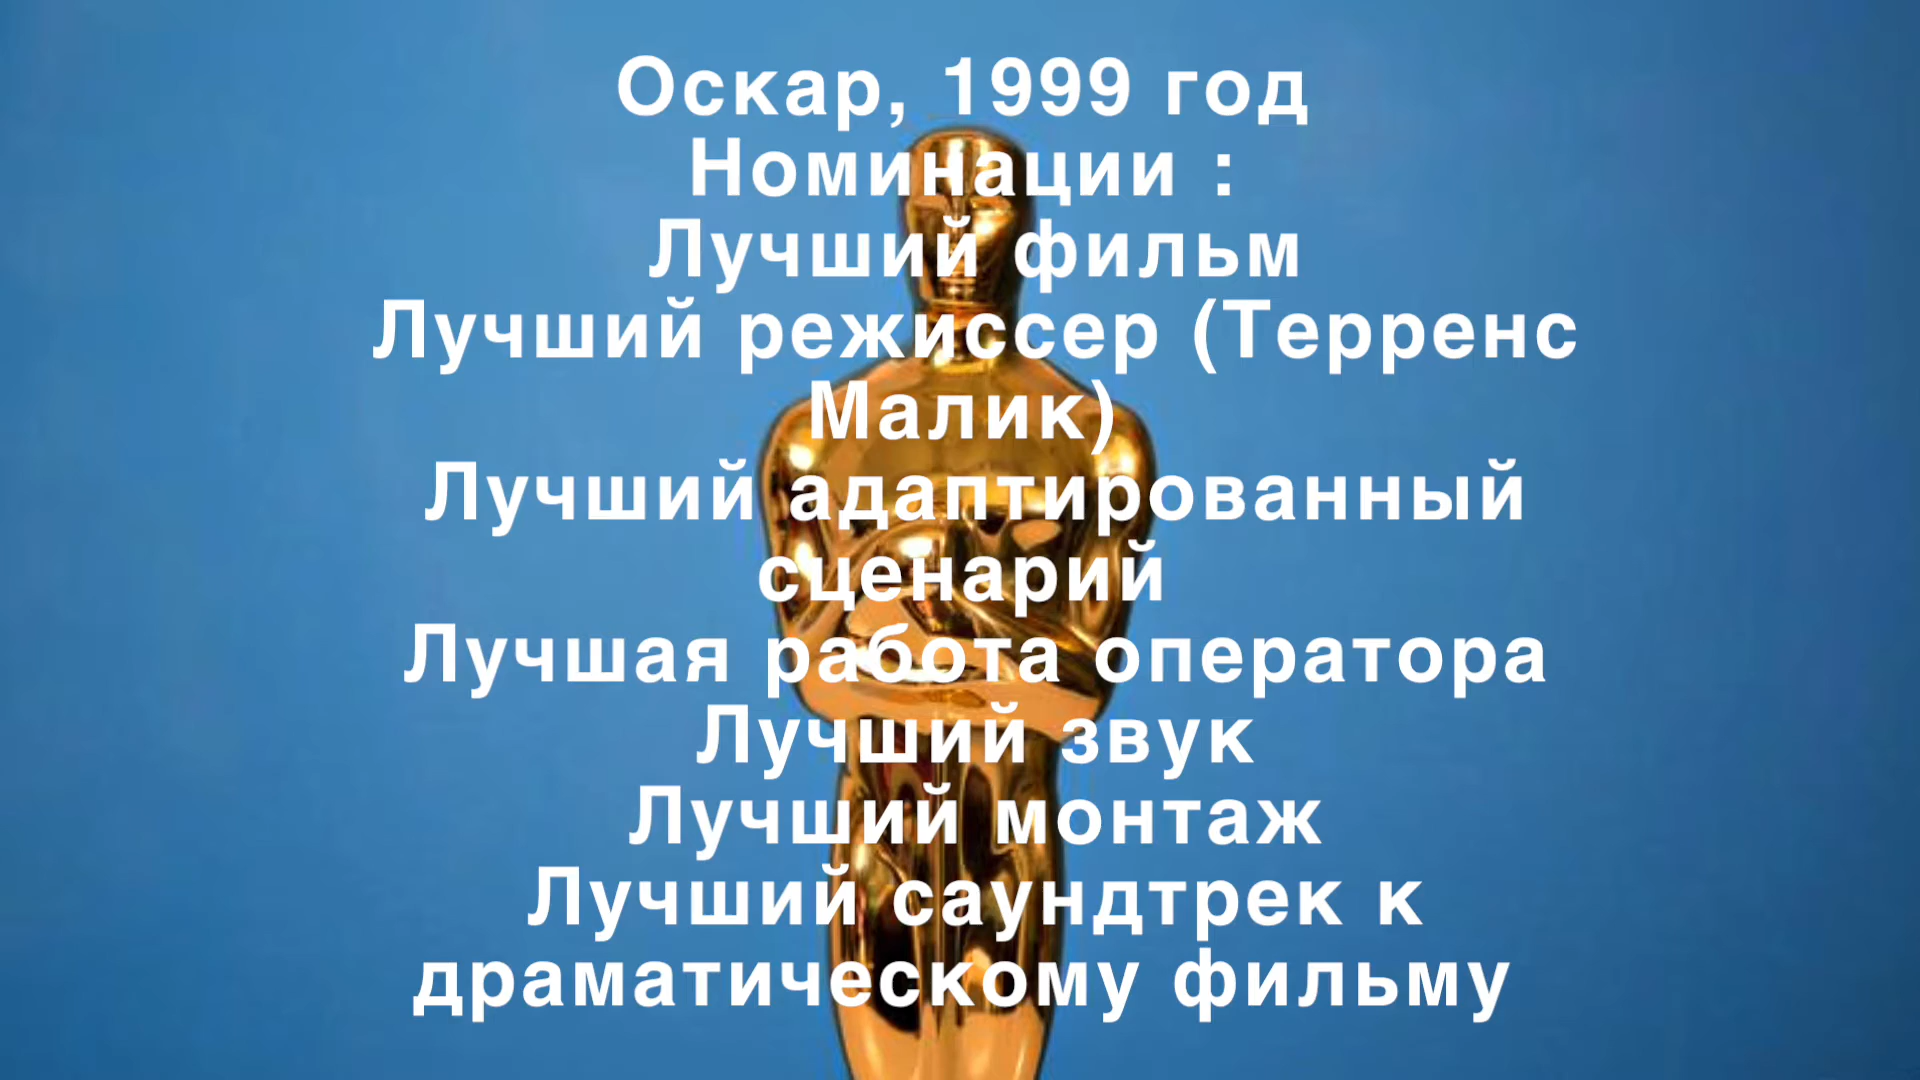 Оскар, 1999 год
Номинации :
Лучший фильм
Лучший режиссер (Терренс
Малик)
Лучший адаптированный
сценарий
Лучшая работа оператора
Лучший звук
Лучший монтаж
Лучший саундтрек к
драматическому фильму